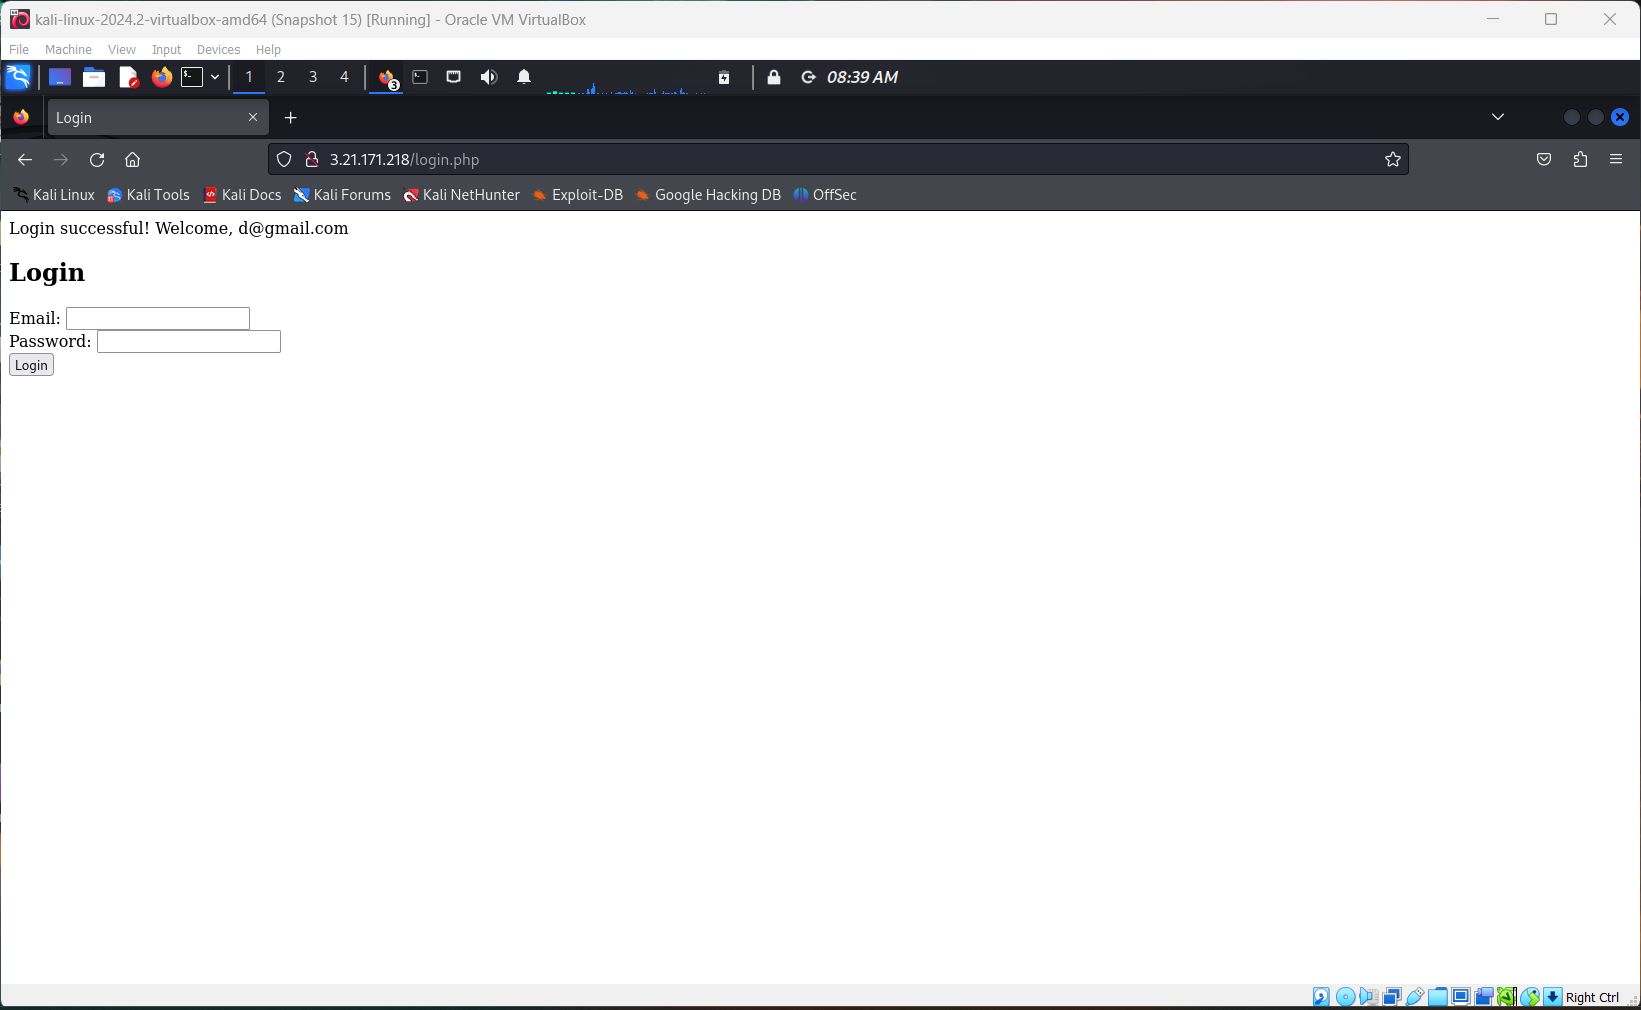 kali-linux-2024.2-virtualbox-amd64 (Snapshot 15) [Running] - Oracle VM VirtualBox
File Machine View Input Devices Help
1 2 3 4 3 08:39 AM
Login
3.21.171.218/login.php
Kali Linux Kali Tools Kali Docs Kali Forums Kali NetHunter Exploit-DB Google Hacking DB OffSec
Login successful! Welcome, d@gmail.com
Login
Email:
Password:
Login
Right Ctrl